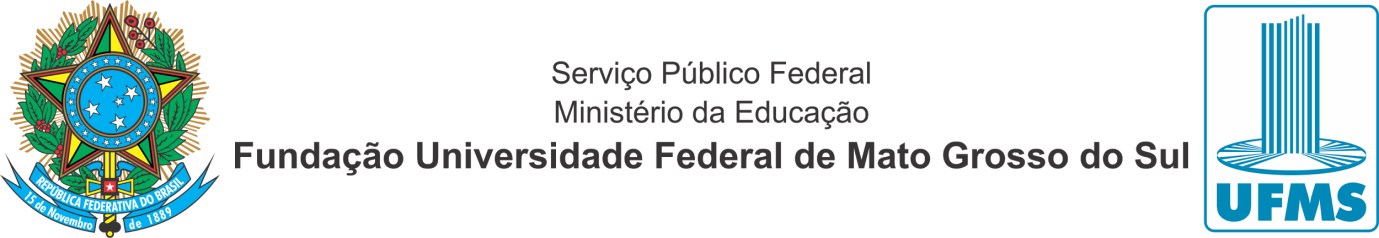 Serviço Público Federal
Ministério da Educação
Fundação Universidade Federal de Mato Grosso do Sul
REPÚBLICA FEDERATIVA DO BRASIL
15 de Novembro
de 1889
UFMS